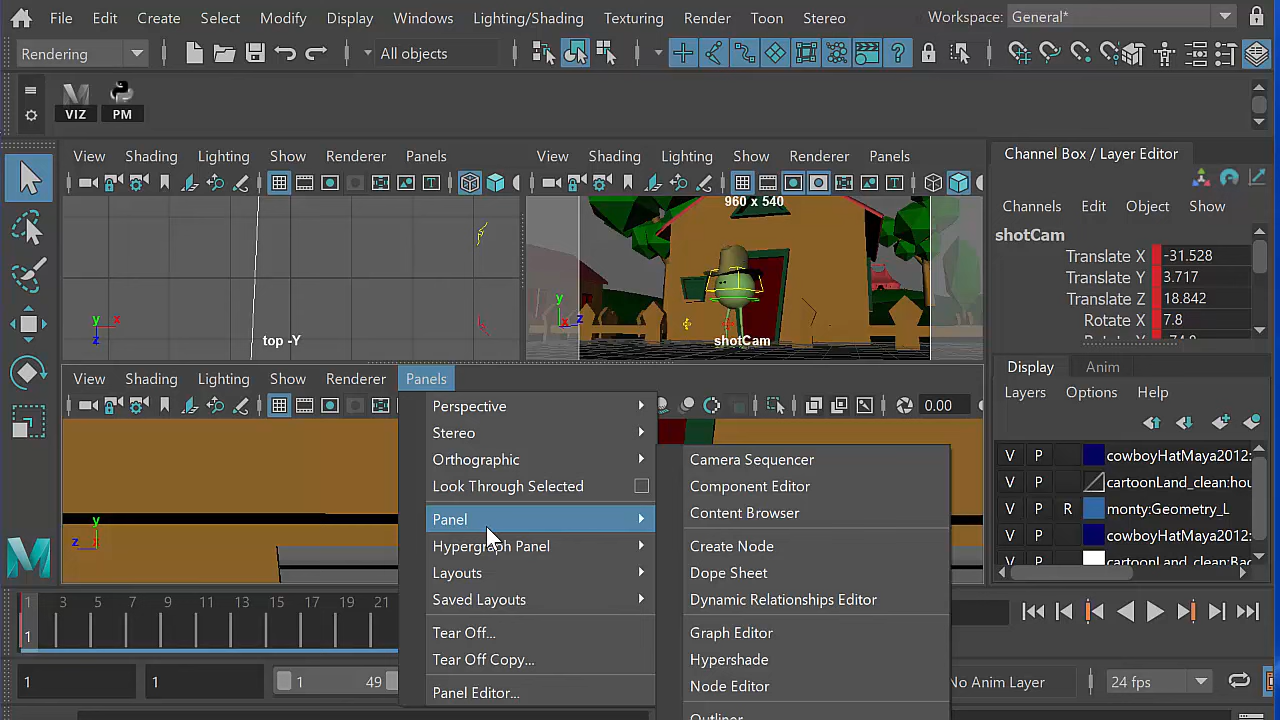 File Edit Create Select Modify Display Windows Lighting/Shading Texturing Render Toon Stereo Workspace: General*
Rendering All objects
VIZ PM
View Shading Lighting Show Renderer Panels
View Shading Lighting Show Renderer Panels
Channel Box / Layer Editor
960 x 540
Channels Edit Object Show
shotCam
Translate X -31.528
Translate Y 3.717
Translate Z 18.842
Rotate X 7.8
y x z
top -Y
y x z
shotCam
Display Anim
Layers Options Help
View Shading Lighting Show Renderer Panels
0.00
Perspective
Stereo
Orthographic
Look Through Selected
Panel
Hypergraph Panel
Layouts
Saved Layouts
Tear Off...
Tear Off Copy...
Panel Editor...
Camera Sequencer
Component Editor
Content Browser
Create Node
Dope Sheet
Dynamic Relationships Editor
Graph Editor
Hypershade
Node Editor
Outliner
V P cowboyHatMaya2012:
V P cartoonLand_clean:hou
V P R monty:Geometry_L
V P cowboyHatMaya2012:
V P cartoonLand_clean:Bac
y z
1 3 5 7 9 11 13 15 17 19 21
1
1 1 1 49 No Anim Layer 24 fps